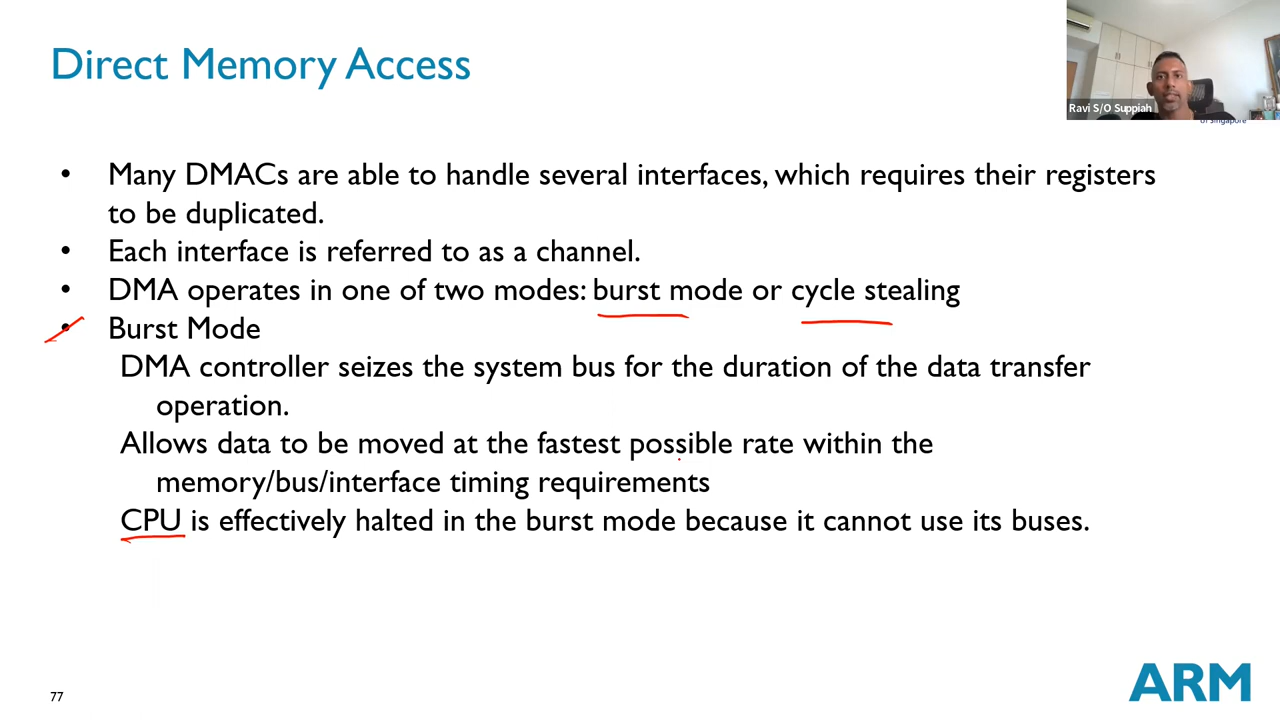 Direct Memory Access
Ravi S/O Suppiah
of Singapore
• Many DMACs are able to handle several interfaces, which requires their registers
to be duplicated.
• Each interface is referred to as a channel.
• DMA operates in one of two modes: burst mode or cycle stealing
• Burst Mode
DMA controller seizes the system bus for the duration of the data transfer
operation.
Allows data to be moved at the fastest possible rate within the
memory/bus/interface timing requirements
CPU is effectively halted in the burst mode because it cannot use its buses.
77
ARM